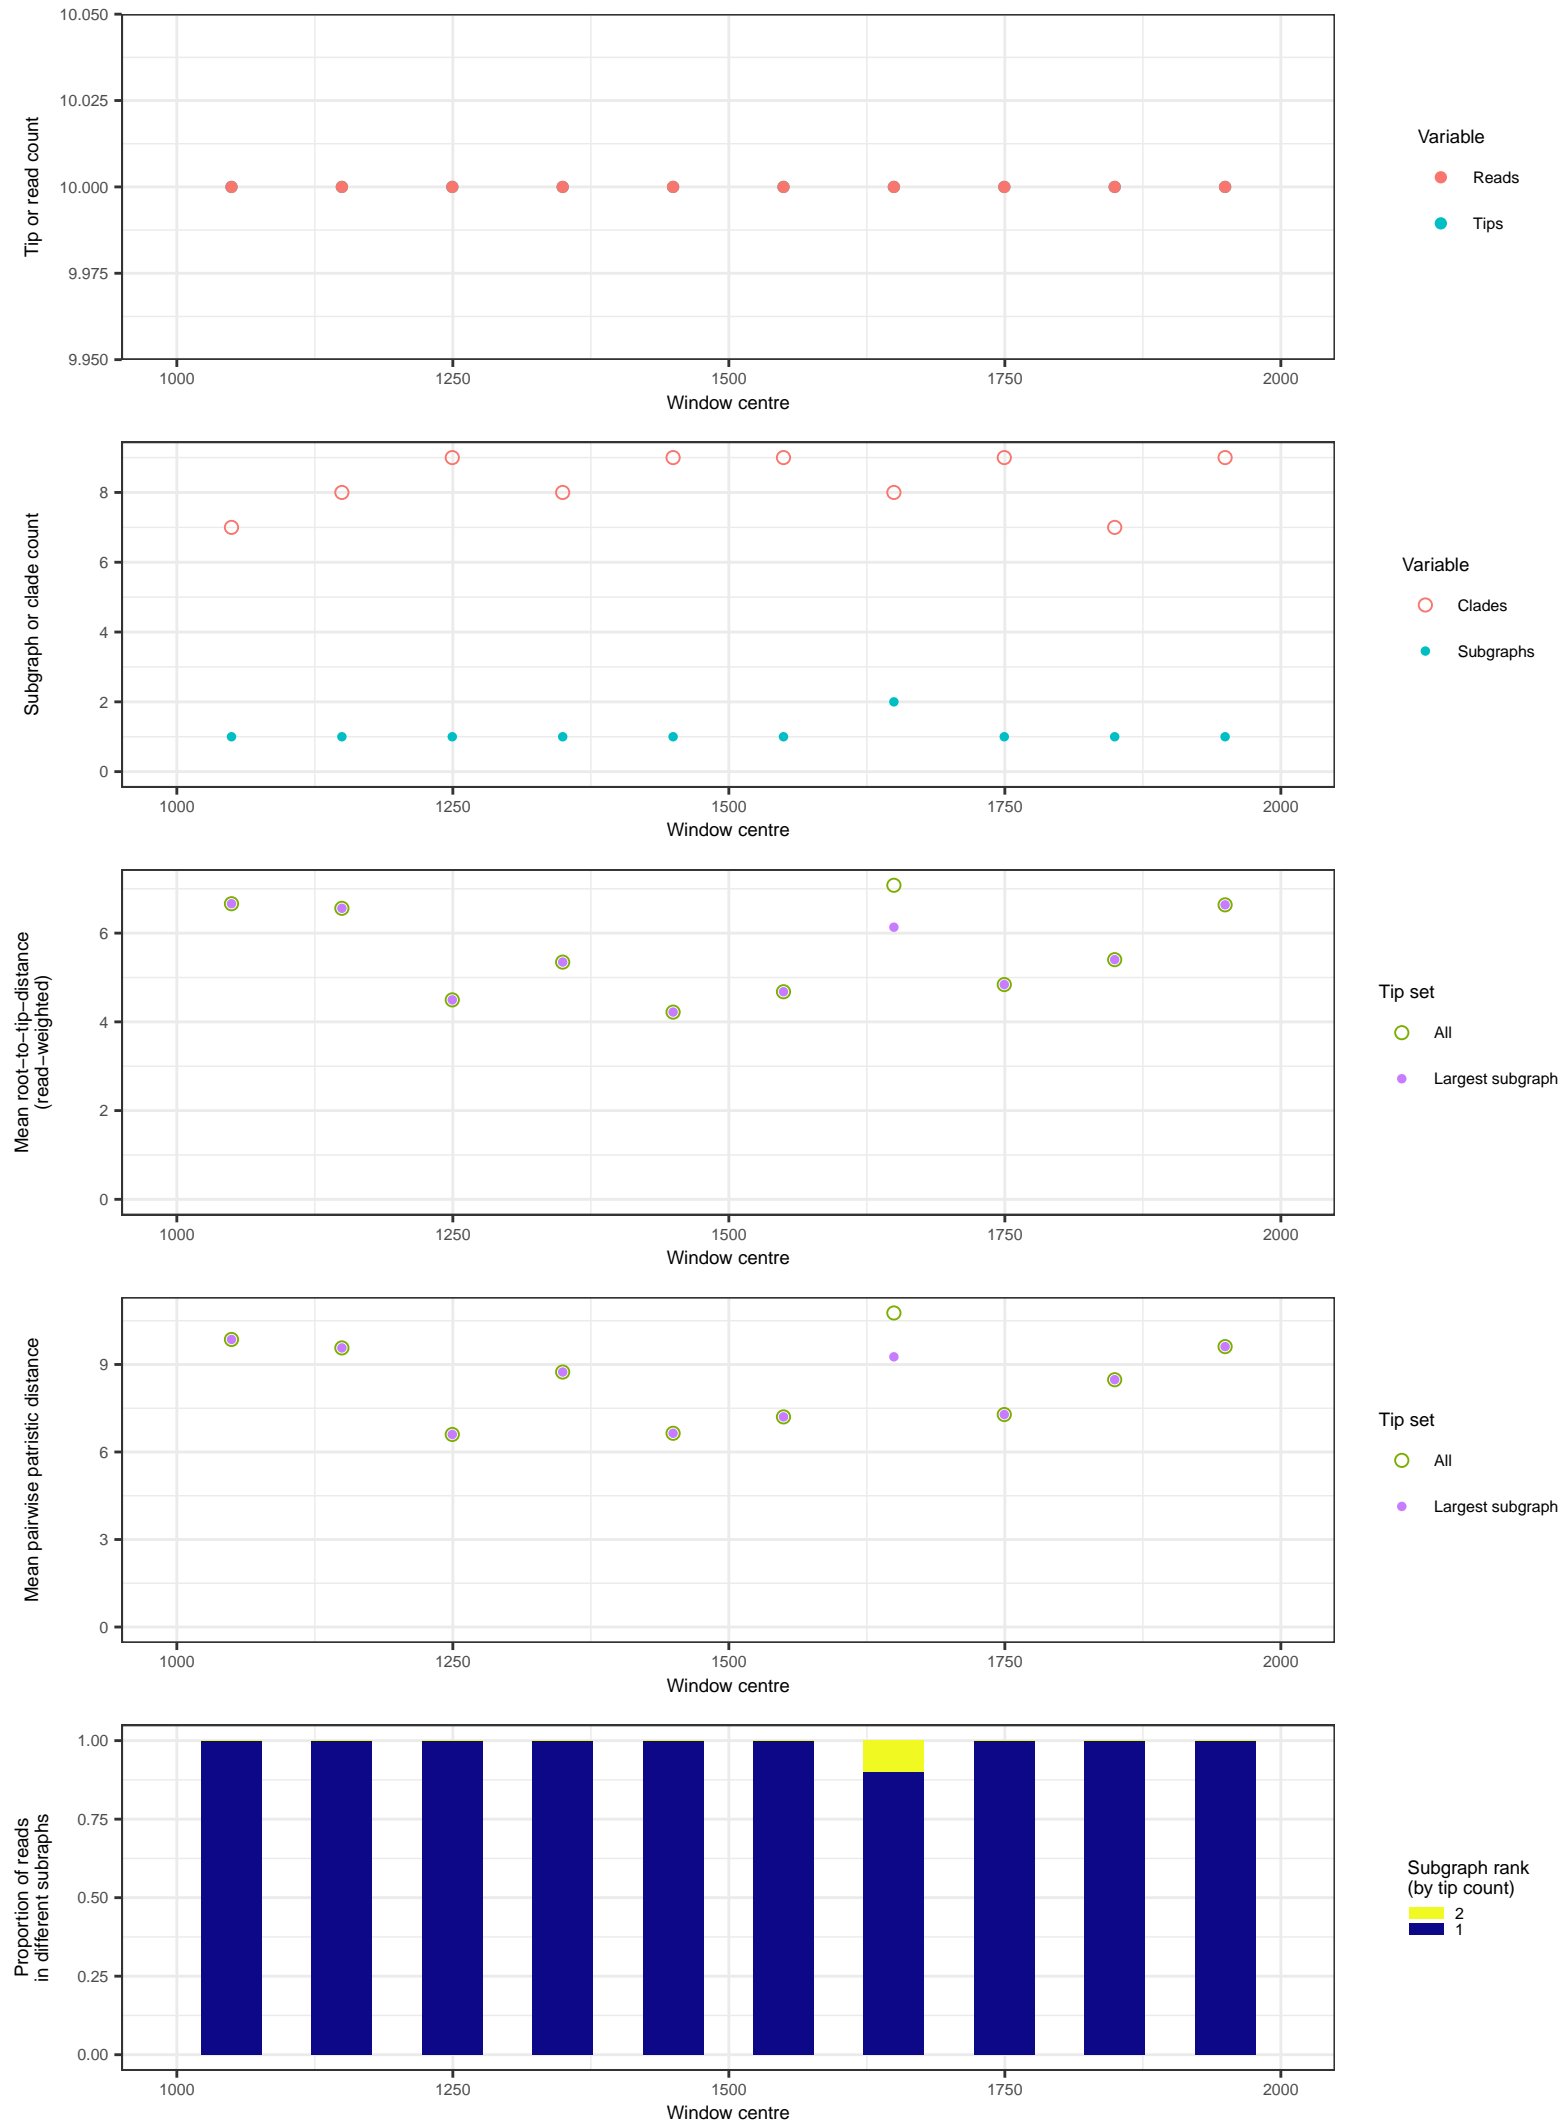 10.050
10.025
10.000
9.975
9.950
Tip or read count
1000 1250 1500 1750 2000
Window centre
Variable
Reads
Tips
8
6
4
2
0
Subgraph or clade count
1000 1250 1500 1750 2000
Window centre
Variable
Clades
Subgraphs
6
4
2
0
Mean root−to−tip−distance
(read−weighted)
1000 1250 1500 1750 2000
Window centre
Tip set
All
Largest subgraph
9
6
3
0
Mean pairwise patristic distance
1000 1250 1500 1750 2000
Window centre
Tip set
All
Largest subgraph
1.00
0.75
0.50
0.25
0.00
Proportion of reads
in different subraphs
1000 1250 1500 1750 2000
Window centre
Subgraph rank
(by tip count)
2
1